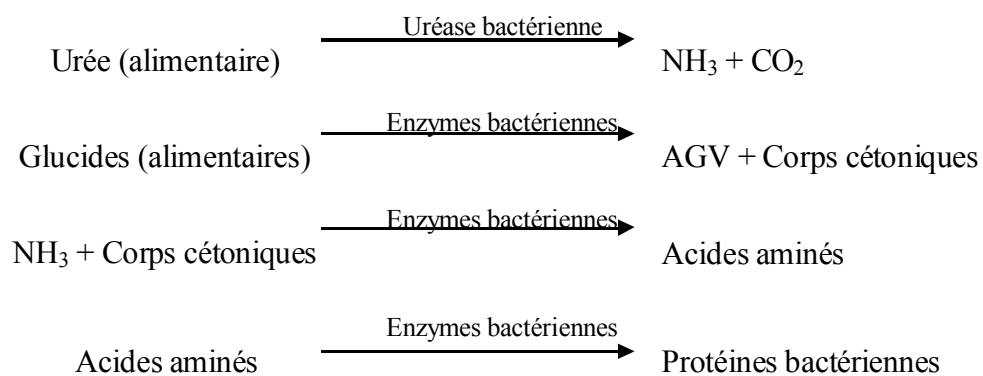 Uréase bactérienne
Urée (alimentaire) NH₃ + CO₂
Enzymes bactériennes
Glucides (alimentaires) AGV + Corps cétoniques
Enzymes bactériennes
NH₃ + Corps cétoniques Acides aminés
Enzymes bactériennes
Acides aminés Protéines bactériennes